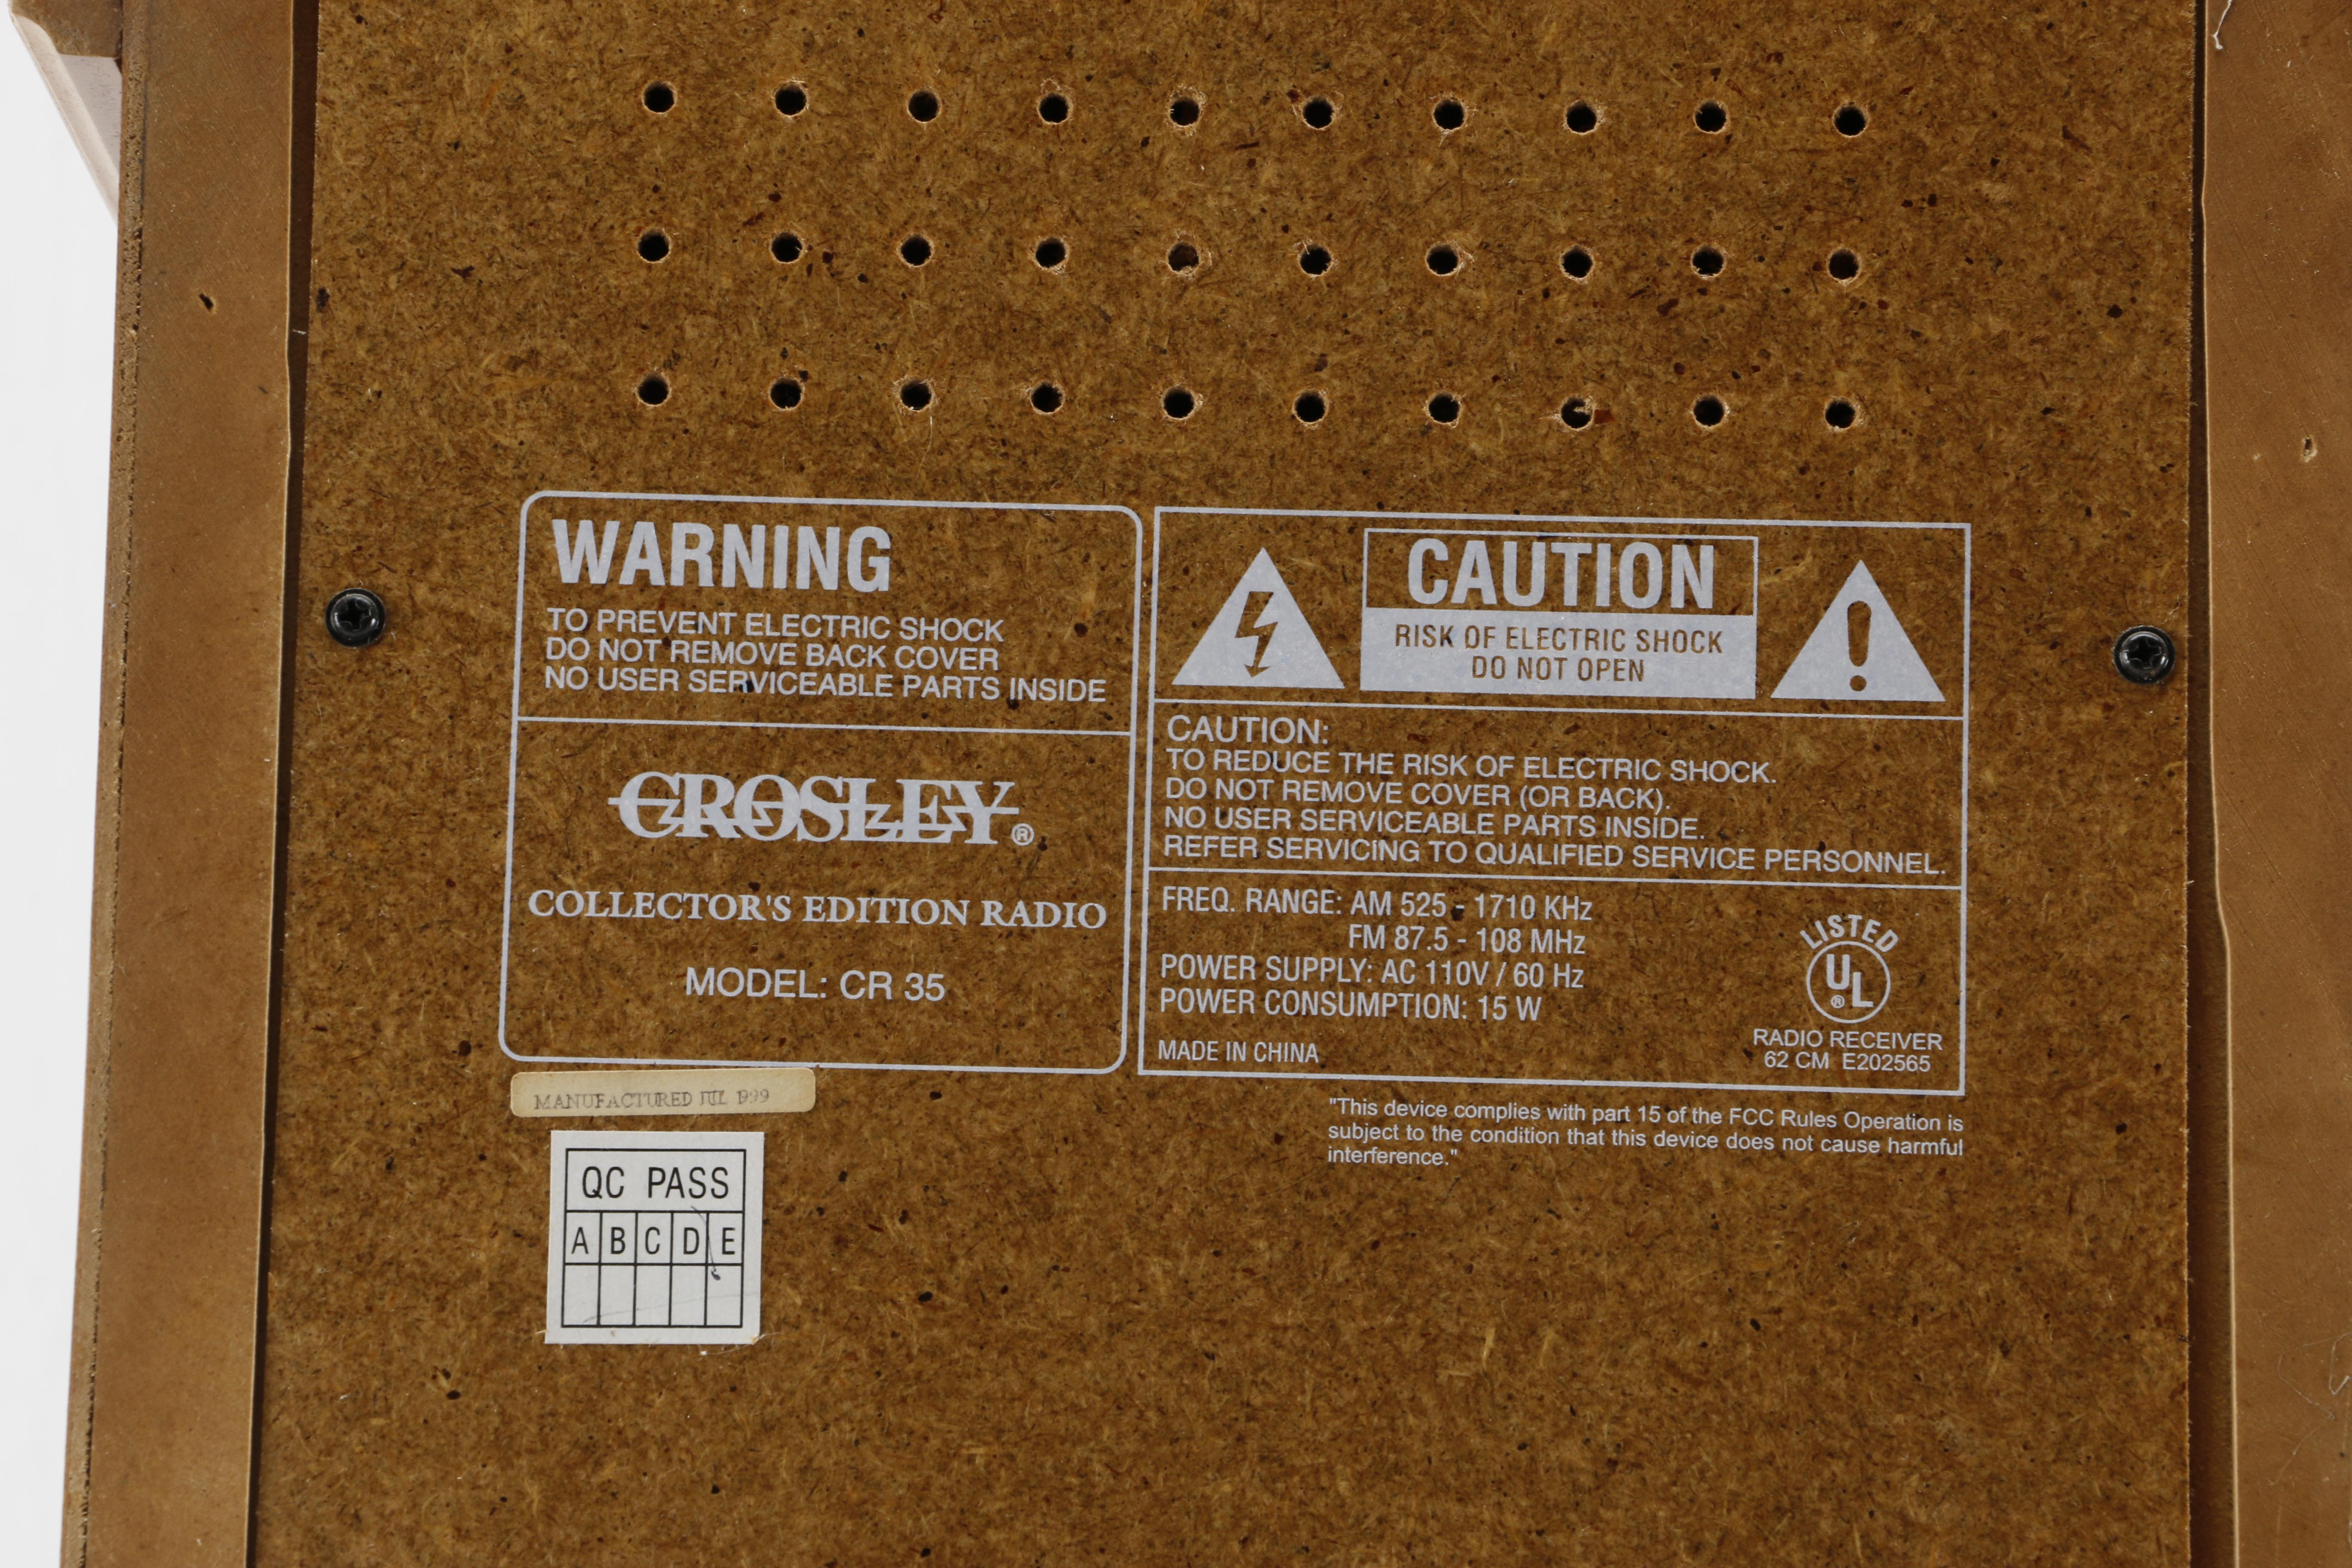 WARNING
TO PREVENT ELECTRIC SHOCK
DO NOT REMOVE BACK COVER
NO USER SERVICEABLE PARTS INSIDE
CROSLEY®
COLLECTOR'S EDITION RADIO
MODEL: CR 35
CAUTION
RISK OF ELECTRIC SHOCK
DO NOT OPEN
CAUTION:
TO REDUCE THE RISK OF ELECTRIC SHOCK.
DO NOT REMOVE COVER (OR BACK).
NO USER SERVICEABLE PARTS INSIDE.
REFER SERVICING TO QUALIFIED SERVICE PERSONNEL.
FREQ. RANGE: AM 525 - 1710 KHz
FM 87.5 - 108 MHz
POWER SUPPLY: AC 110V / 60 Hz
POWER CONSUMPTION: 15 W
MADE IN CHINA
LISTED
UL®
RADIO RECEIVER
62 CM E202565
"This device complies with part 15 of the FCC Rules Operation is
subject to the condition that this device does not cause harmful
interference."
MANUFACTURED JUL 1999
QC PASS
A B C D E